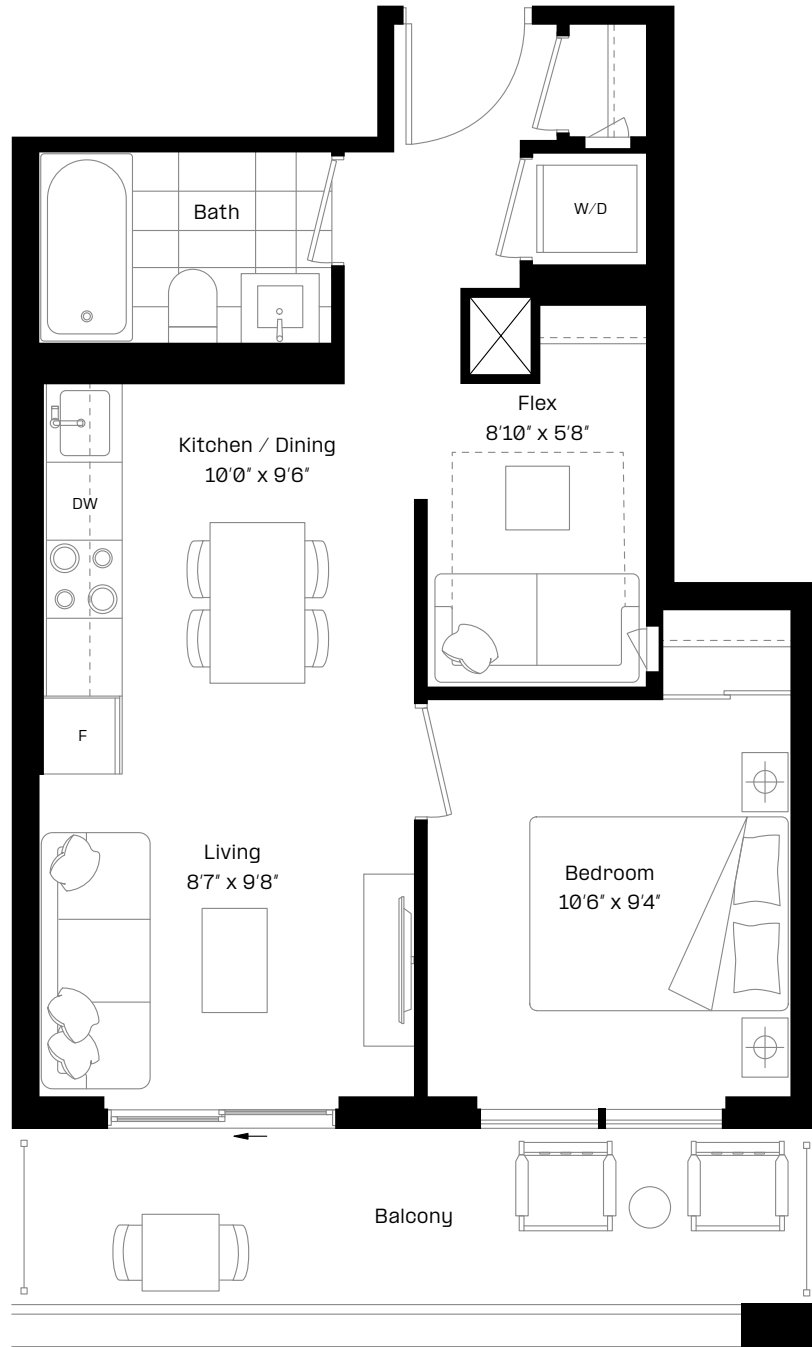 Bath
W/D
Flex
8'10" x 5'8"
Kitchen / Dining
10'0" x 9'6"
DW
F
Living
8'7" x 9'8"
Bedroom
10'6" x 9'4"
Balcony